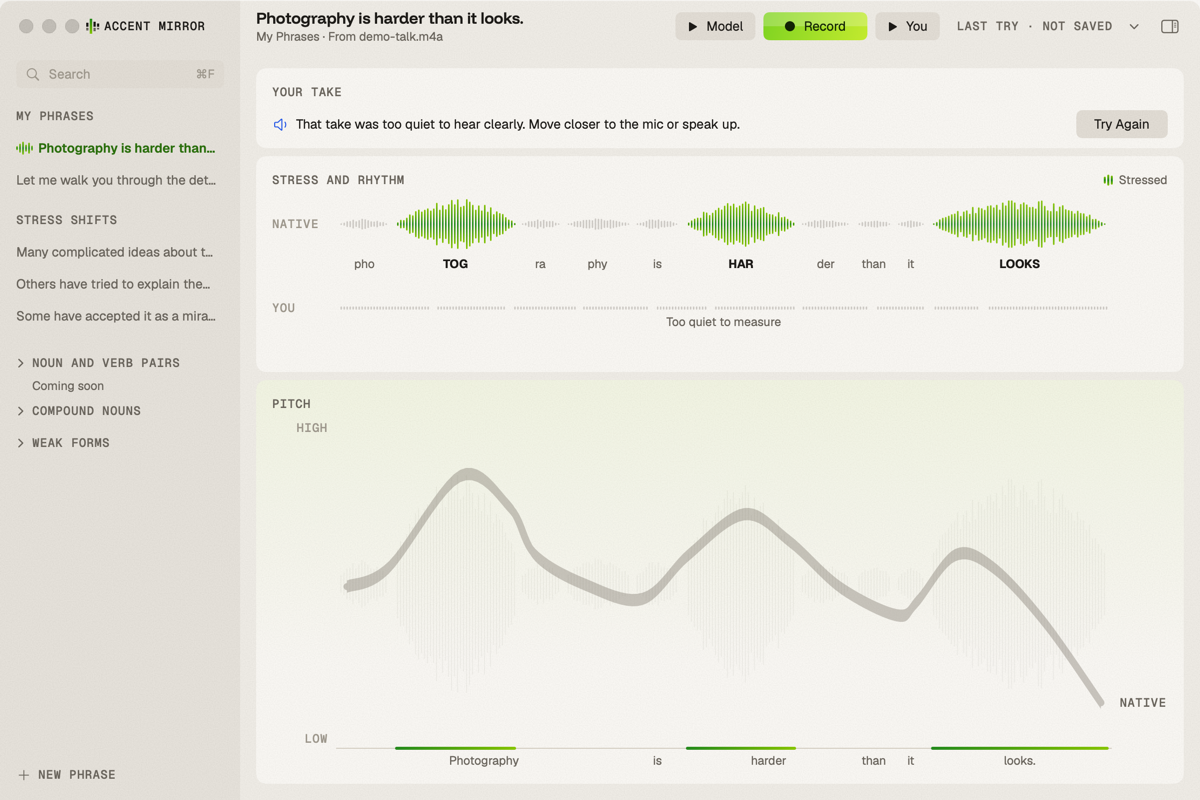 ACCENT MIRROR
Search ⌘F
MY PHRASES
Photography is harder than...
Let me walk you through the det...
STRESS SHIFTS
Many complicated ideas about t...
Others have tried to explain the...
Some have accepted it as a mira...
NOUN AND VERB PAIRS
Coming soon
COMPOUND NOUNS
WEAK FORMS
NEW PHRASE
Photography is harder than it looks.
My Phrases · From demo-talk.m4a
Model
Record
You
LAST TRY · NOT SAVED
YOUR TAKE
That take was too quiet to hear clearly. Move closer to the mic or speak up.
Try Again
STRESS AND RHYTHM
Stressed
NATIVE
pho TOG ra phy is HAR der than it LOOKS
YOU
Too quiet to measure
PITCH
HIGH
NATIVE
LOW
Photography is harder than it looks.